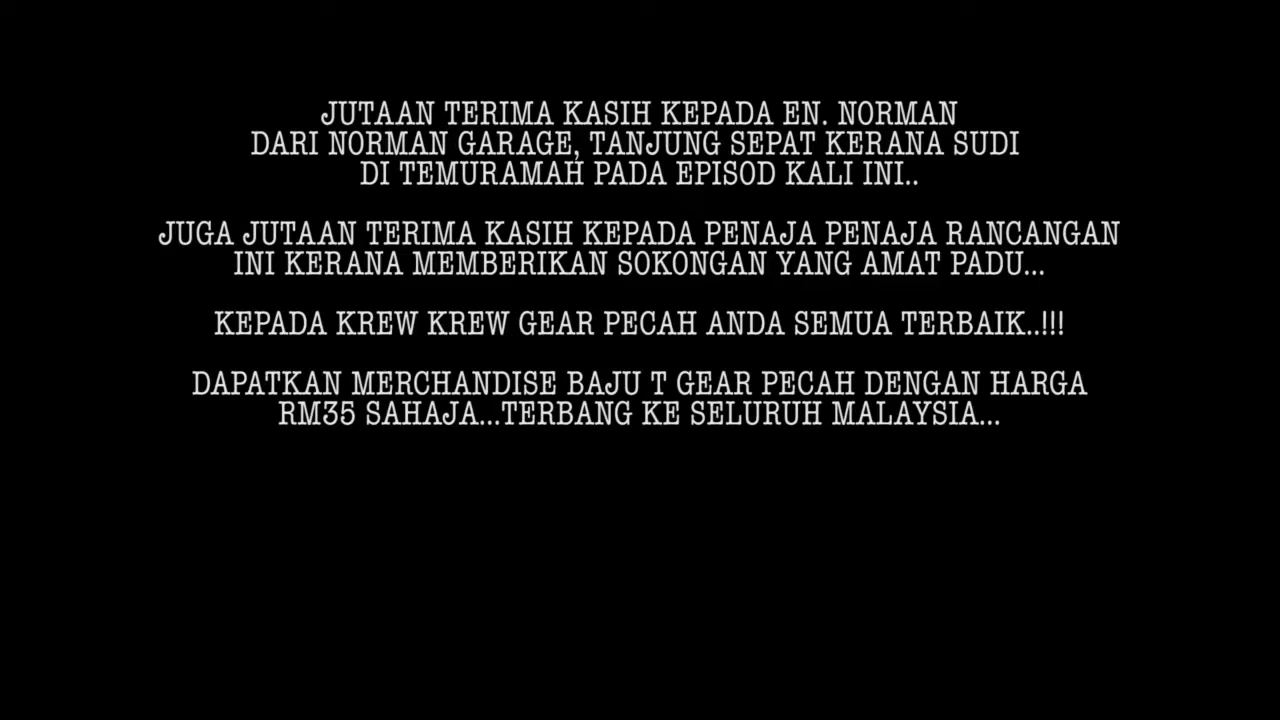 JUTAAN TERIMA KASIH KEPADA EN. NORMAN
DARI NORMAN GARAGE, TANJUNG SEPAT KERANA SUDI
DI TEMURAMAH PADA EPISOD KALI INI..
JUGA JUTAAN TERIMA KASIH KEPADA PENAJA PENAJA RANCANGAN
INI KERANA MEMBERIKAN SOKONGAN YANG AMAT PADU...
KEPADA KREW KREW GEAR PECAH ANDA SEMUA TERBAIK..!!!
DAPATKAN MERCHANDISE BAJU T GEAR PECAH DENGAN HARGA
RM35 SAHAJA...TERBANG KE SELURUH MALAYSIA...